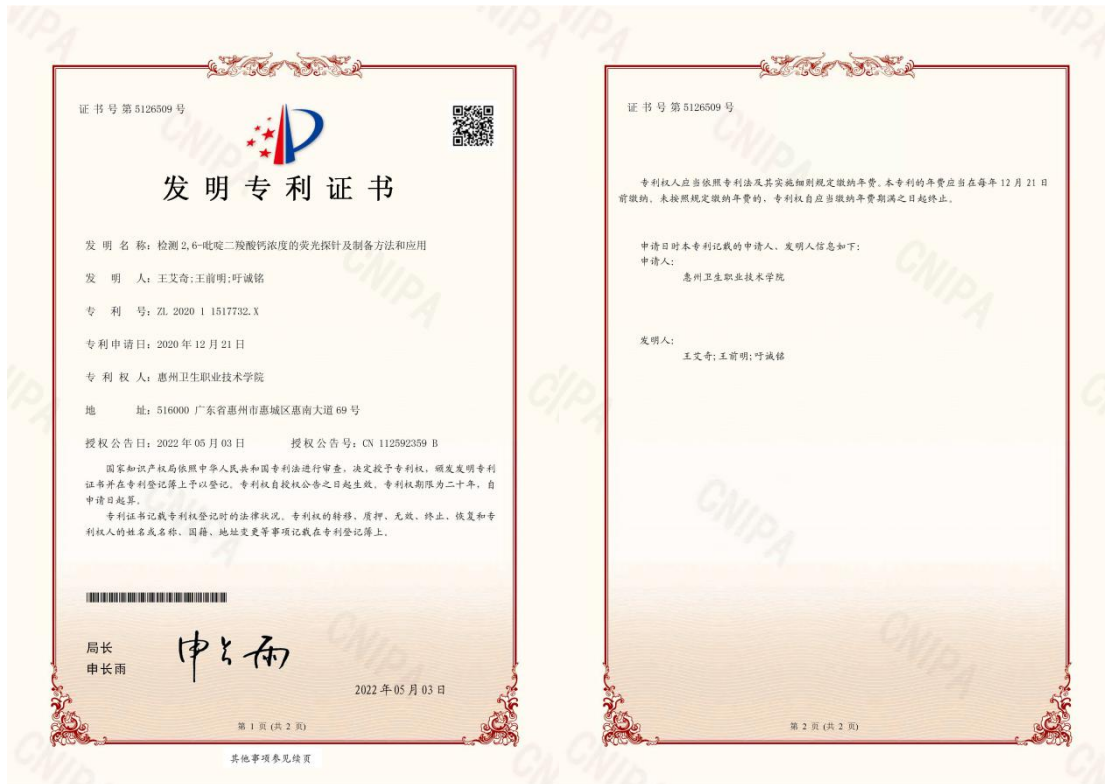 证书号第5126509号
发明专利证书
发明名称：检测2,6-吡啶二羧酸钙浓度的荧光探针及制备方法和应用
发明人：王艾奇;王前明;吁诚铭
专利号：ZL 2020 1 1517732.X
专利申请日：2020年12月21日
专利权人：惠州卫生职业技术学院
地址：516000 广东省惠州市惠城区惠南大道69号
授权公告日：2022年05月03日 授权公告号：CN 112592359 B
国家知识产权局依照中华人民共和国专利法进行审查，决定授予专利权，颁发发明专利
证书并在专利登记簿上予以登记。专利权自授权公告之日起生效。专利权期限为二十年，自
申请日起算。
专利证书记载专利权登记时的法律状况。专利权的转移、质押、无效、终止、恢复和专
利权人的姓名或名称、国籍、地址变更等事项记载在专利登记簿上。
局长
申长雨
申长雨
2022年05月03日
第1页(共2页)
其他事项参见续页
证书号第5126509号
专利权人应当依照专利法及其实施细则规定缴纳年费。本专利的年费应当在每年12月21日
前缴纳。未按照规定缴纳年费的，专利权自应当缴纳年费期满之日起终止。
申请日时本专利记载的申请人、发明人信息如下：
申请人：
惠州卫生职业技术学院
发明人：
王艾奇;王前明;吁诚铭
第2页(共2页)
CNIPA